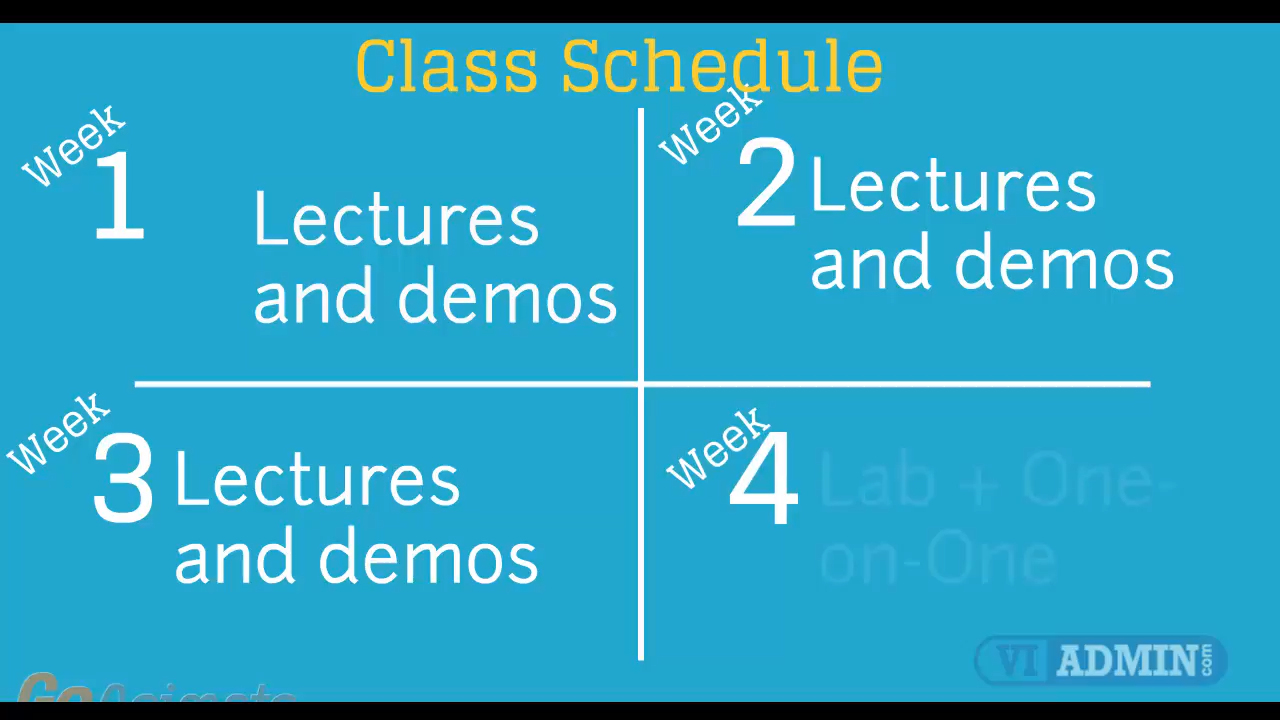 Class Schedule
Week
1
Lectures
and demos
Week
2
Lectures
and demos
Week
3
Lectures
and demos
Week
4
Lab + One-
on-One
VI ADMIN.com
GoAnimate